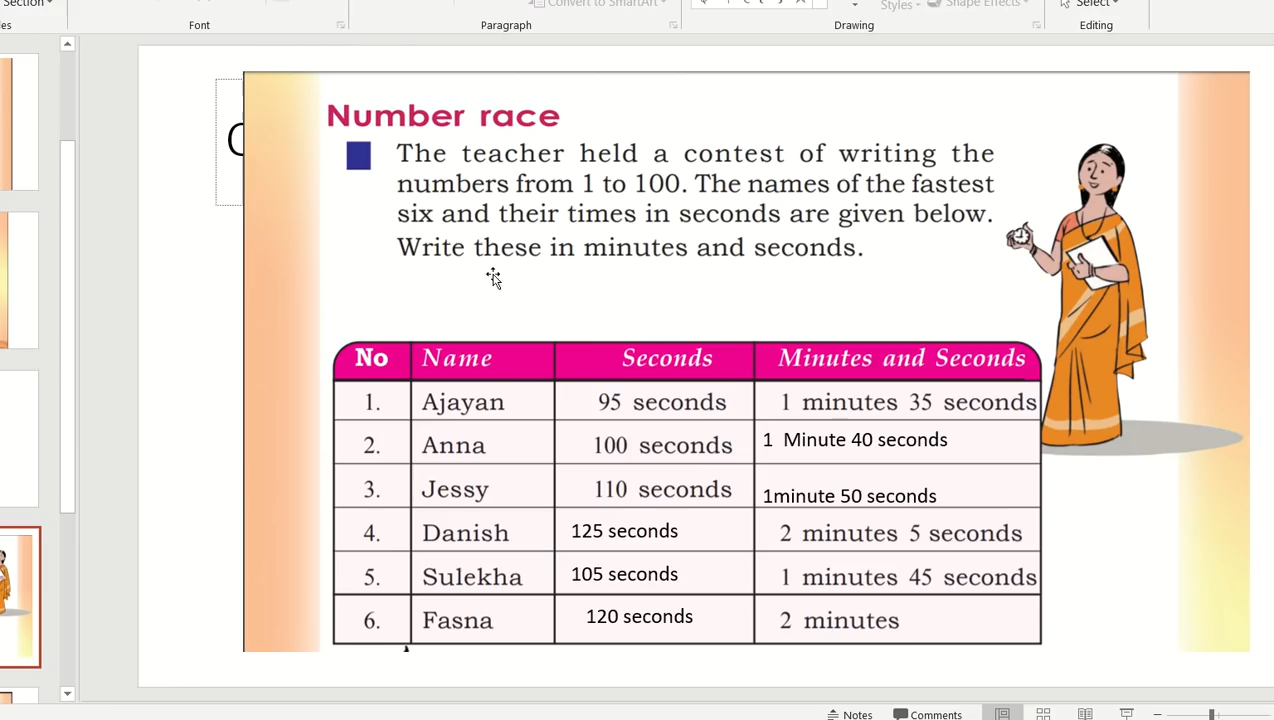 Section
Convert to SmartArt
Styles
Shape Effects
Select
Font
Paragraph
Drawing
Editing
Number race
The teacher held a contest of writing the
numbers from 1 to 100. The names of the fastest
six and their times in seconds are given below.
Write these in minutes and seconds.
No Name Seconds Minutes and Seconds
1. Ajayan 95 seconds 1 minutes 35 seconds
2. Anna 100 seconds 1 Minute 40 seconds
3. Jessy 110 seconds 1minute 50 seconds
4. Danish 125 seconds 2 minutes 5 seconds
5. Sulekha 105 seconds 1 minutes 45 seconds
6. Fasna 120 seconds 2 minutes
Notes Comments